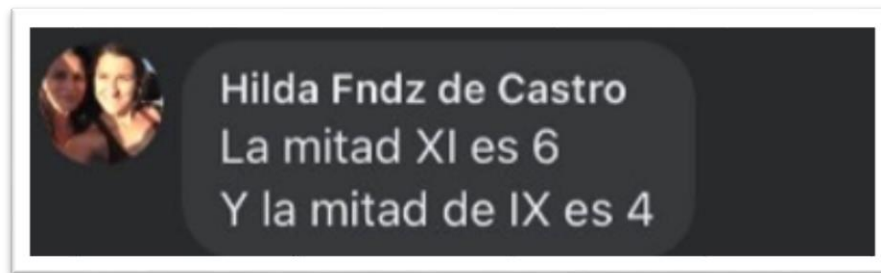 Hilda Fndz de Castro
La mitad XI es 6
Y la mitad de IX es 4